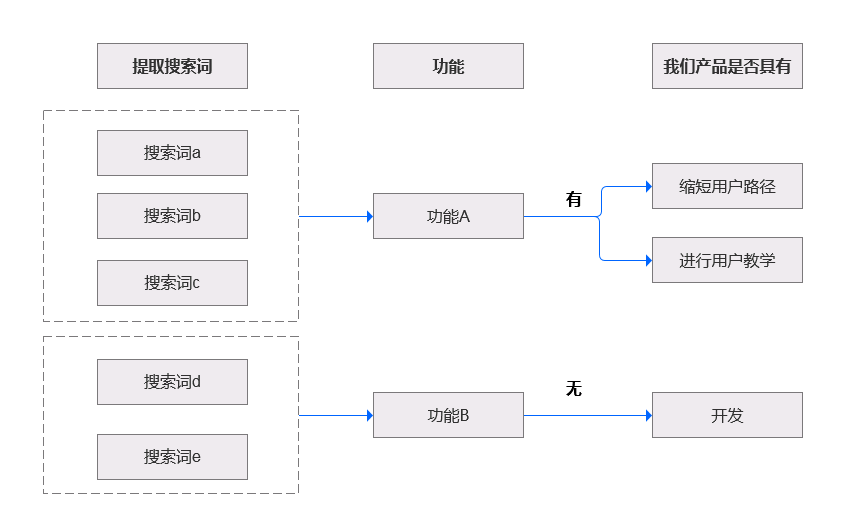 提取搜索词
功能
我们产品是否具有
搜索词a
搜索词b
搜索词c
功能A
有
缩短用户路径
进行用户教学
搜索词d
搜索词e
功能B
无
开发